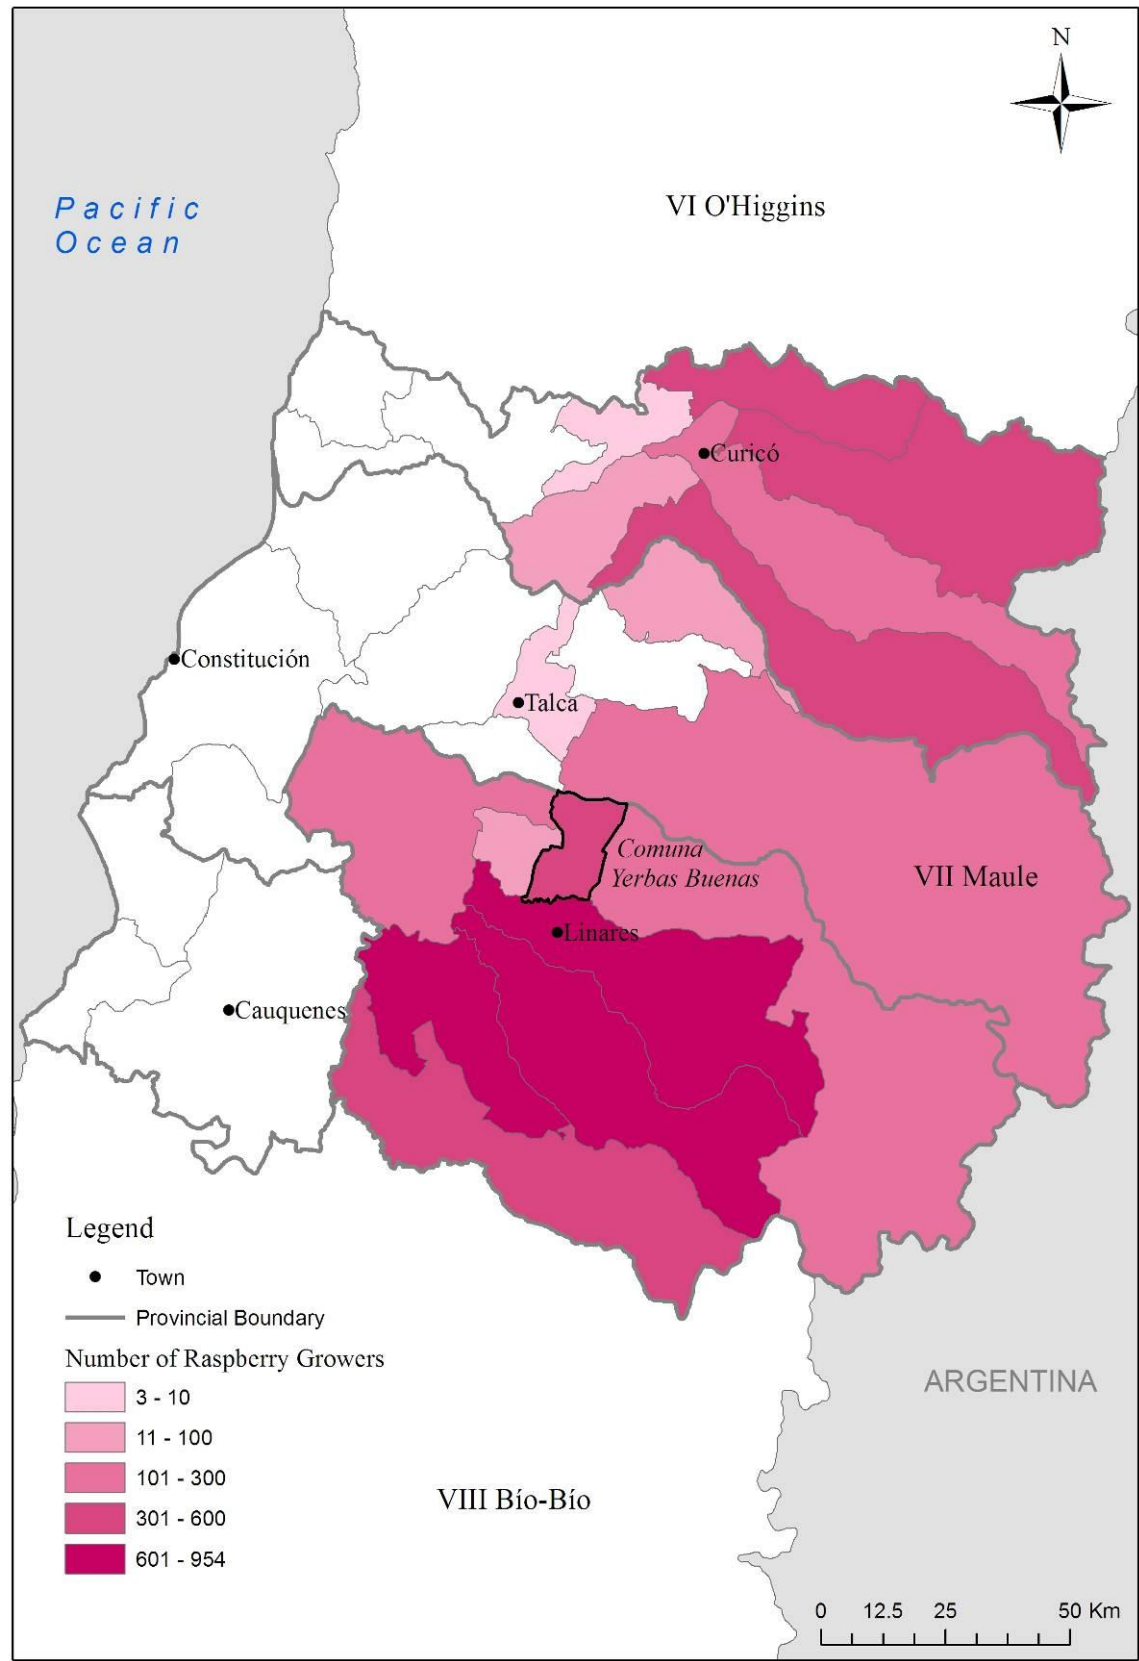 N
Pacific
Ocean
VI O'Higgins
Curicó
Constitución
Talca
Comuna
Yerbas Buenas
VII Maule
Linares
Cauquenes
Legend
Town
Provincial Boundary
Number of Raspberry Growers
3 - 10
11 - 100
101 - 300
301 - 600
601 - 954
ARGENTINA
VIII Bío-Bío
0 12.5 25 50 Km